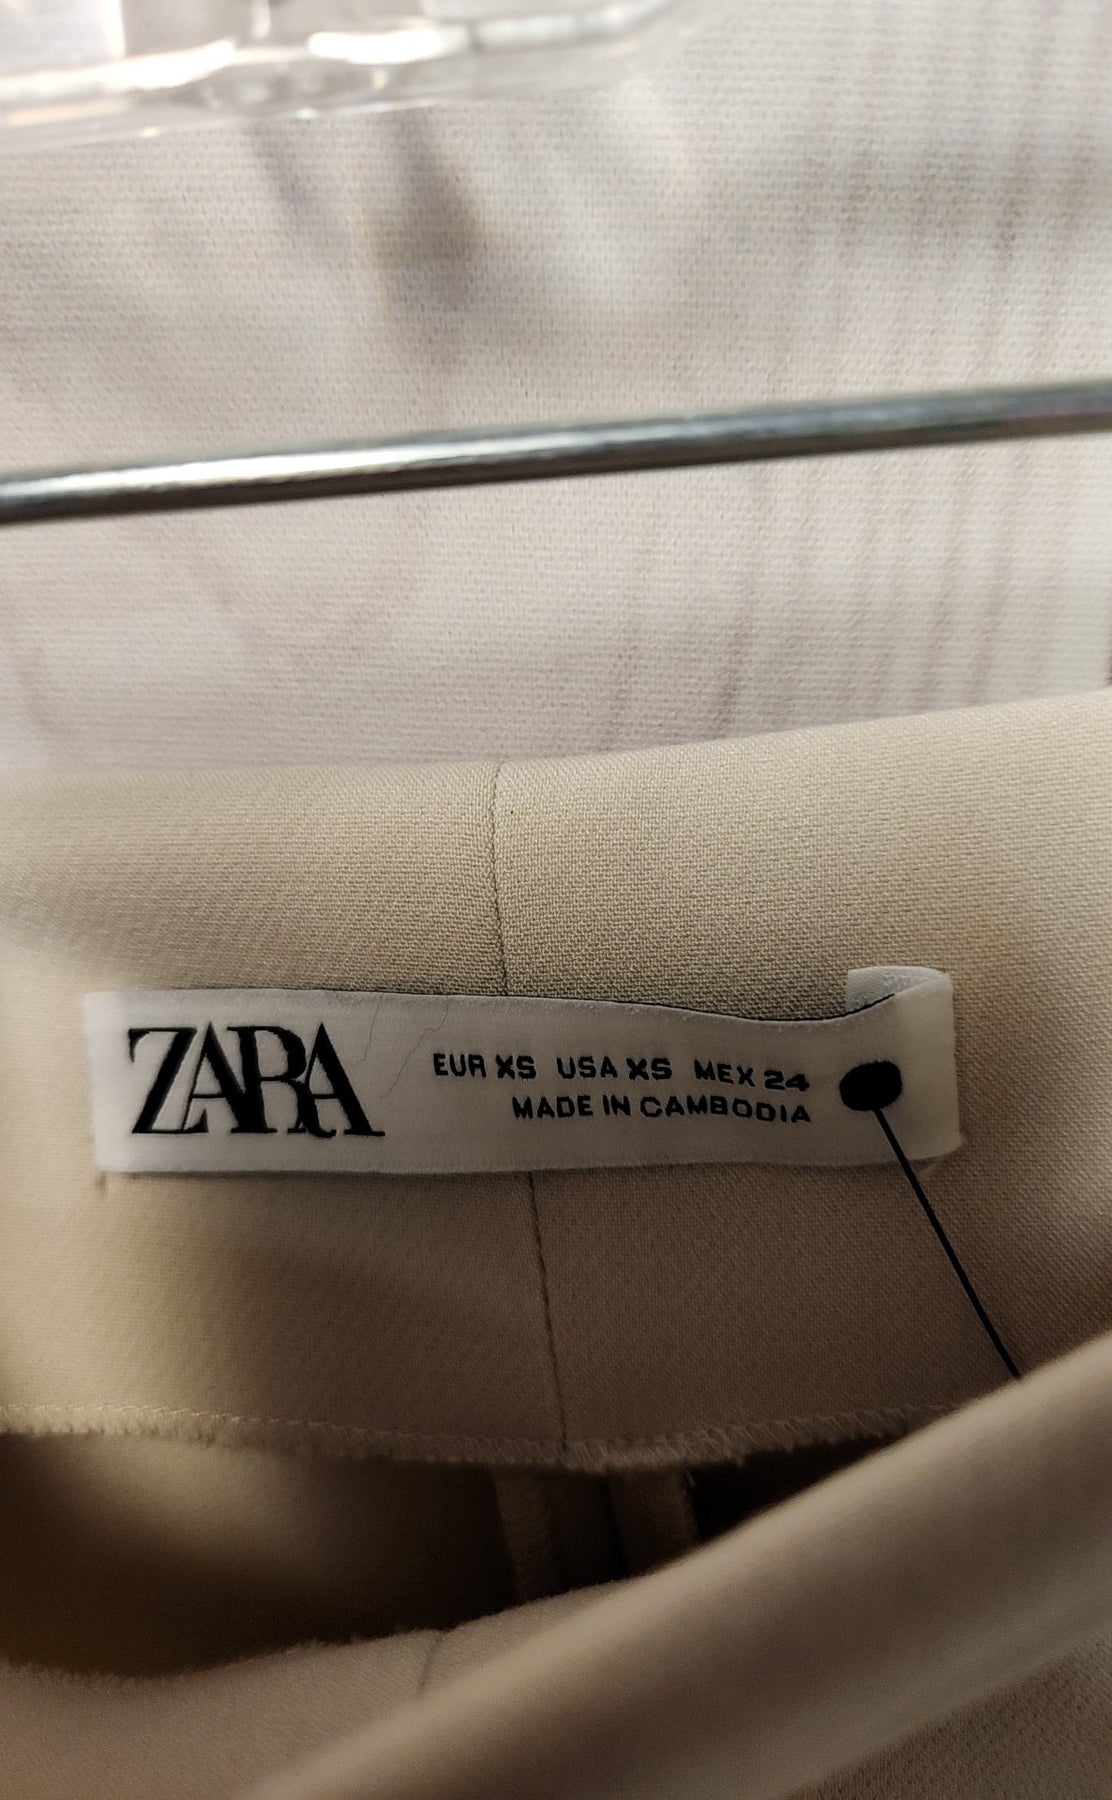 ZARA
EUR XS USA XS MEX 24
MADE IN CAMBODIA